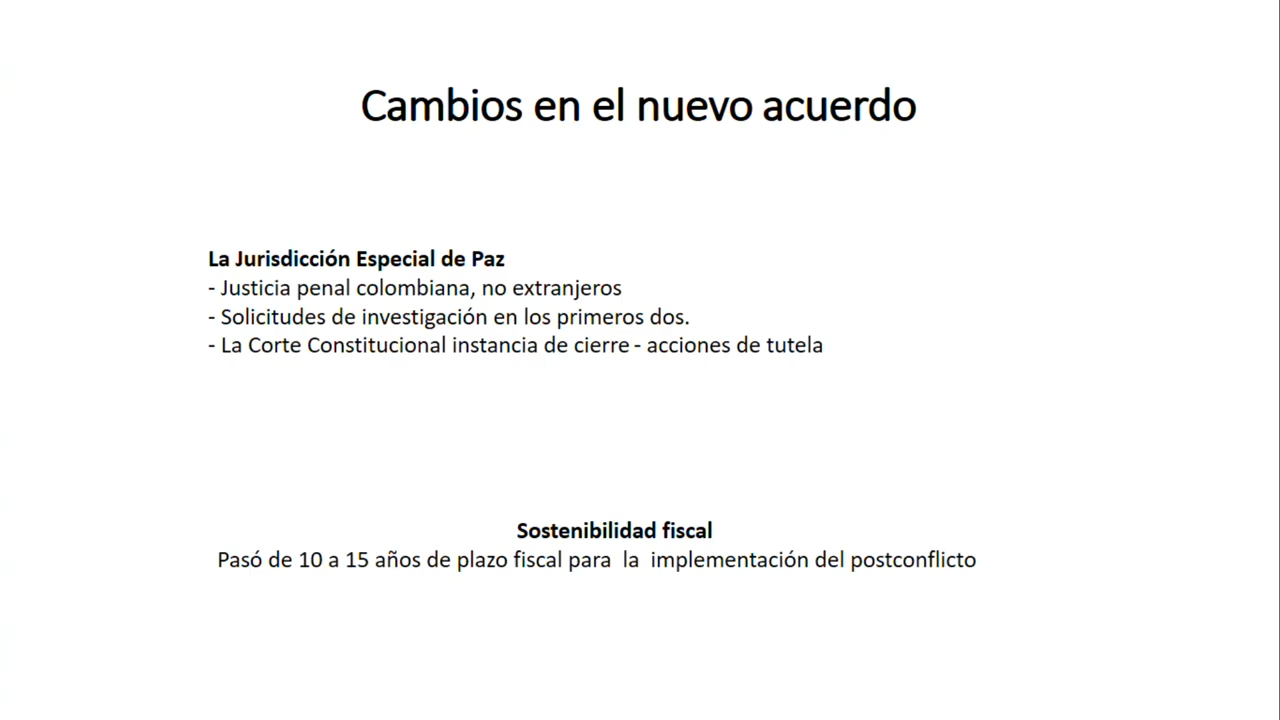 Cambios en el nuevo acuerdo
La Jurisdicción Especial de Paz
- Justicia penal colombiana, no extranjeros
- Solicitudes de investigación en los primeros dos.
- La Corte Constitucional instancia de cierre - acciones de tutela
Sostenibilidad fiscal
Pasó de 10 a 15 años de plazo fiscal para la implementación del postconflicto